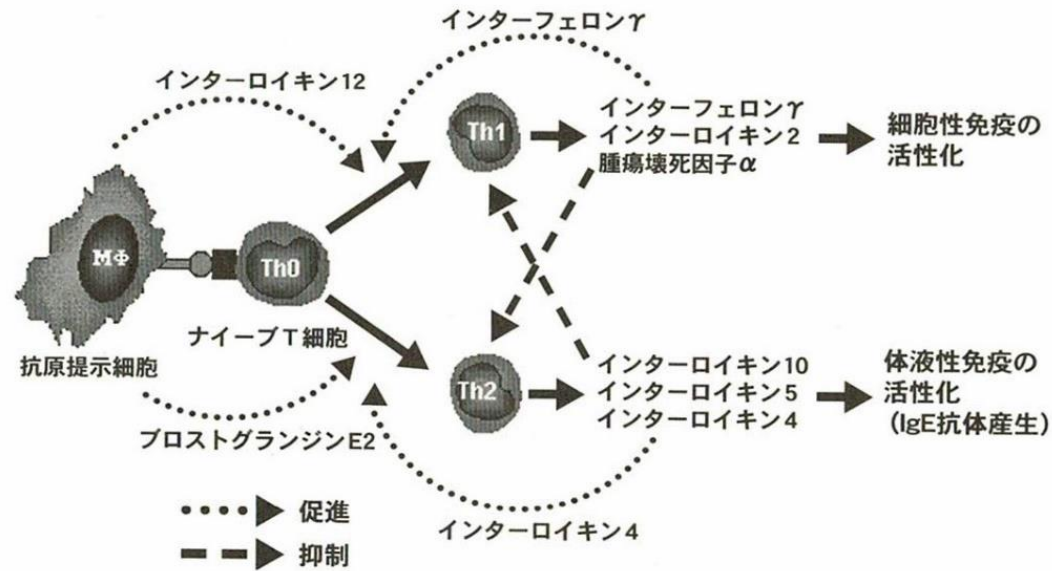 インターフェロンγ
インターロイキン12
Th1
インターフェロンγ
インターロイキン2
腫瘍壊死因子α
細胞性免疫の
活性化
MΦ
Th0
ナイーブT細胞
抗原提示細胞
Th2
インターロイキン10
インターロイキン5
インターロイキン4
体液性免疫の
活性化
(IgE抗体産生)
プロストグランジンE2
インターロイキン4
促進
抑制